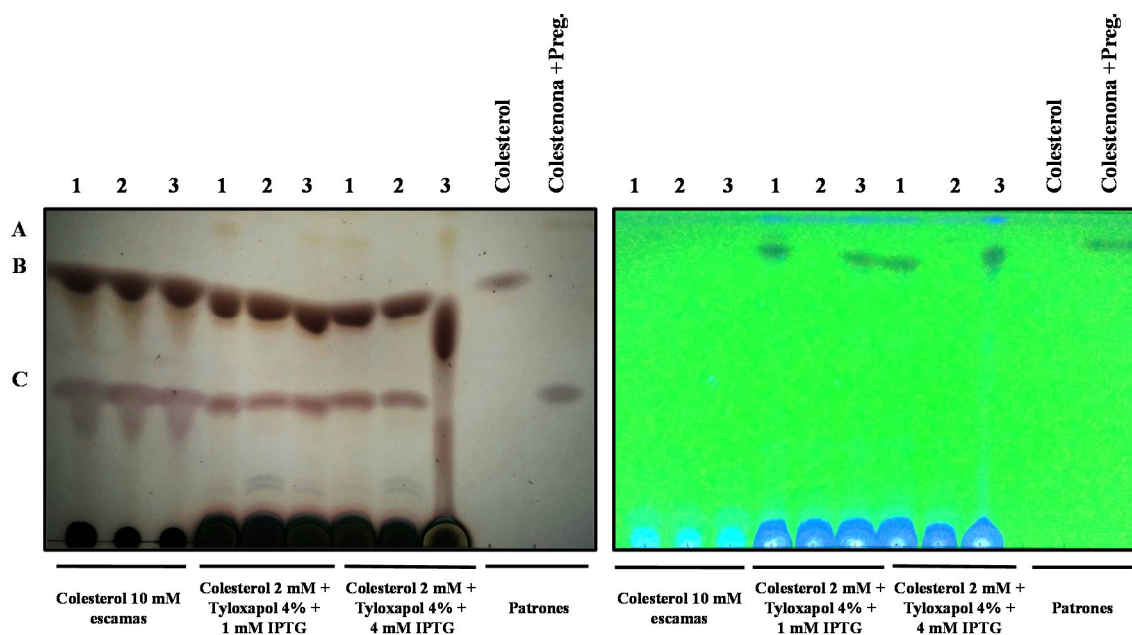 Colesterol
Colestenona +Preg.
Colesterol
Colestenona +Preg.
1 2 3 1 2 3 1 2 3
1 2 3 1 2 3 1 2 3
A
B
C
Colesterol 10 mM
escamas
Colesterol 2 mM +
Tyloxapol 4% +
1 mM IPTG
Colesterol 2 mM +
Tyloxapol 4% +
4 mM IPTG
Patrones
Colesterol 10 mM
escamas
Colesterol 2 mM +
Tyloxapol 4% +
1 mM IPTG
Colesterol 2 mM +
Tyloxapol 4% +
4 mM IPTG
Patrones